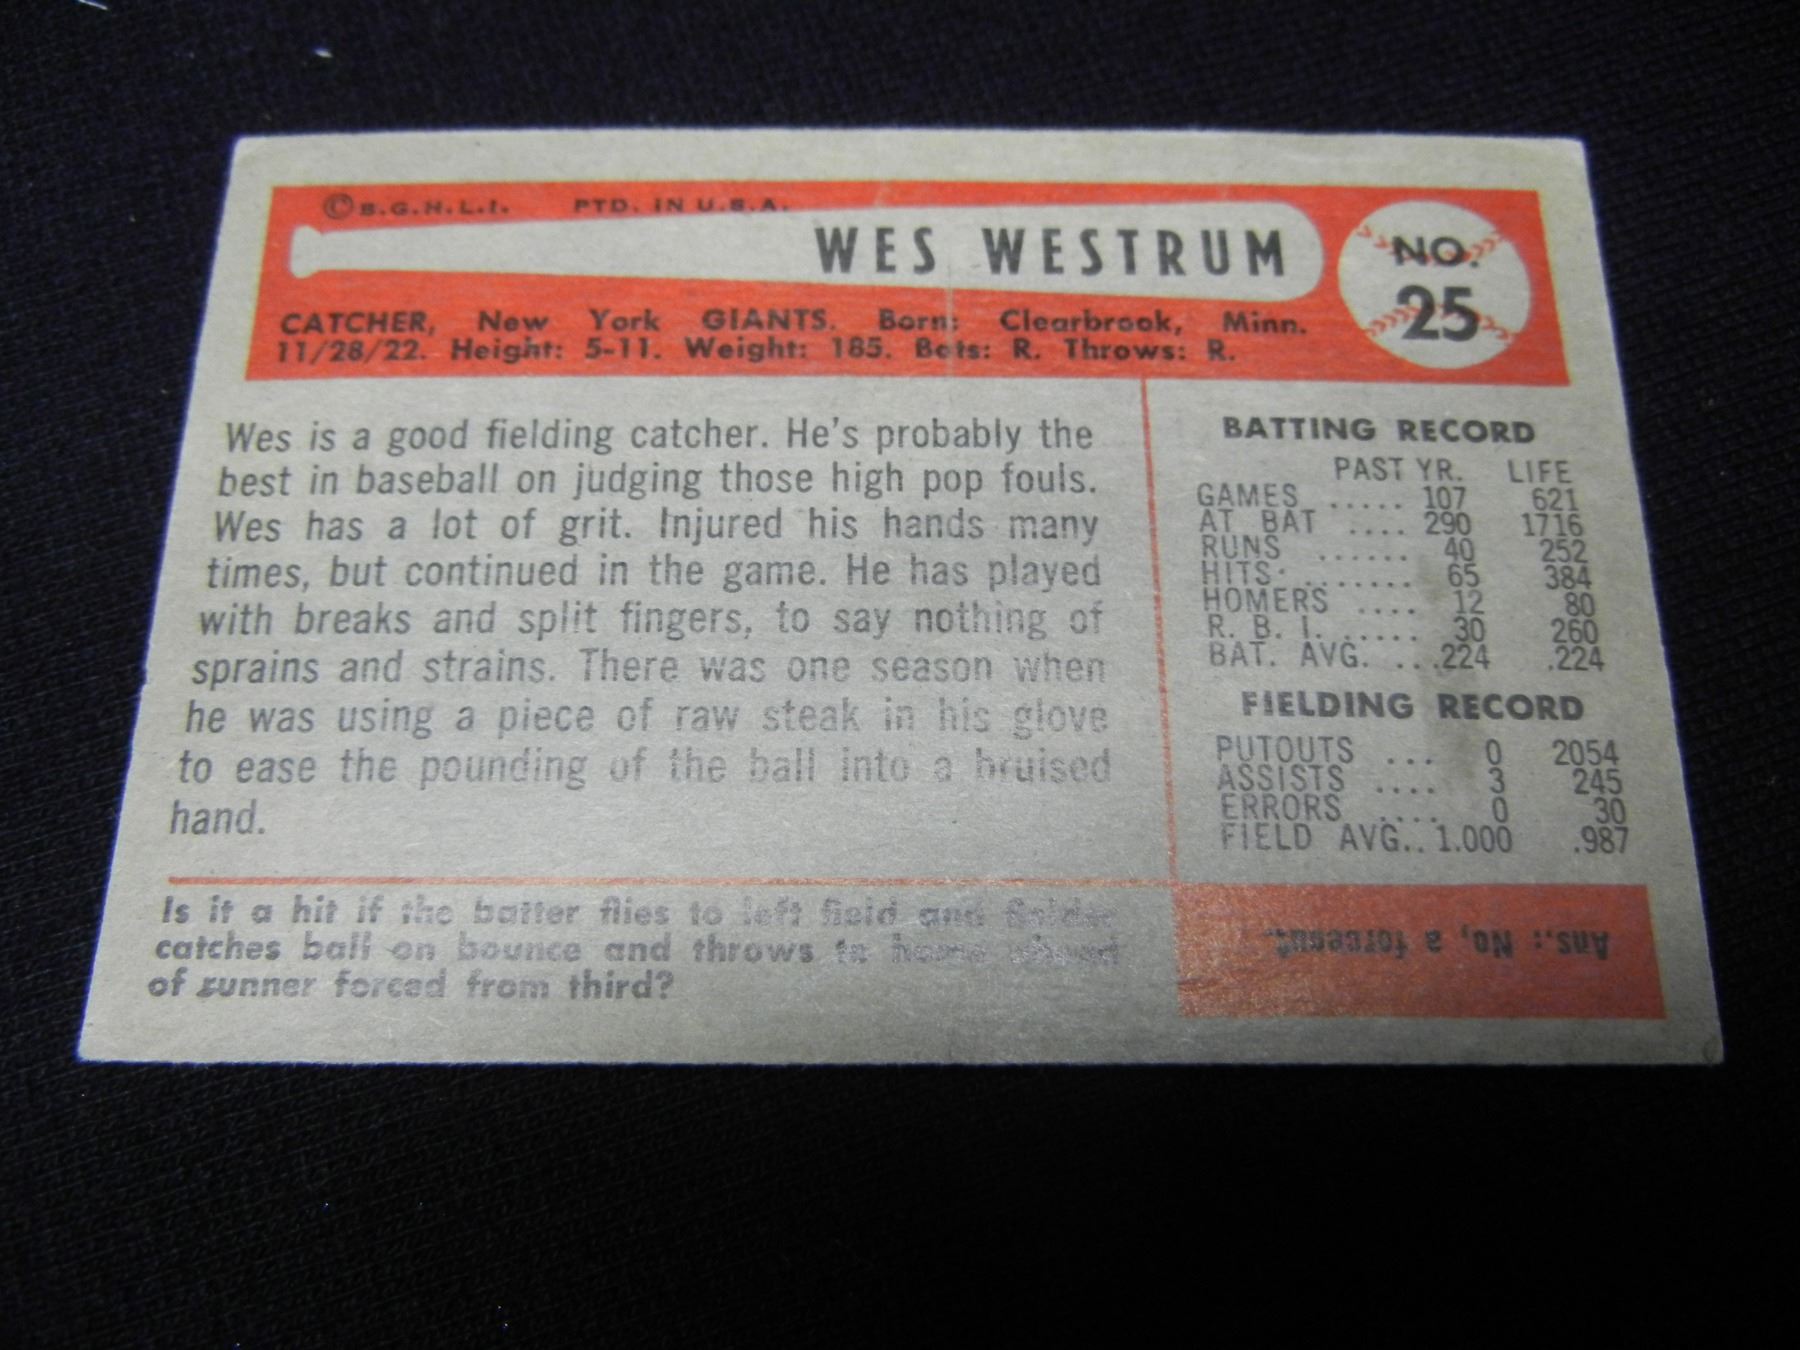 © B.G.H.L.I. PTD. IN U.S.A.
WES WESTRUM
NO. 25
CATCHER, New York GIANTS. Born: Clearbrook, Minn.
11/28/22. Height: 5-11. Weight: 185. Bats: R. Throws: R.
Wes is a good fielding catcher. He's probably the
best in baseball on judging those high pop fouls.
Wes has a lot of grit. Injured his hands many
times, but continued in the game. He has played
with breaks and split fingers, to say nothing of
sprains and strains. There was one season when
he was using a piece of raw steak in his glove
to ease the pounding of the ball into a bruised
hand.
Is it a hit if the batter flies to left field and fielder
catches ball on bounce and throws to home ahead
of runner forced from third?
BATTING RECORD
PAST YR. LIFE
GAMES ..... 107 621
AT BAT .... 290 1716
RUNS ...... 40 252
HITS ....... 65 384
HOMERS .... 12 80
R. B. I. ..... 30 260
BAT. AVG. ...224 .224
FIELDING RECORD
PUTOUTS ... 0 2054
ASSISTS .... 3 245
ERRORS .... 0 30
FIELD AVG.. 1.000 .987
Ans.: No, a forceout.